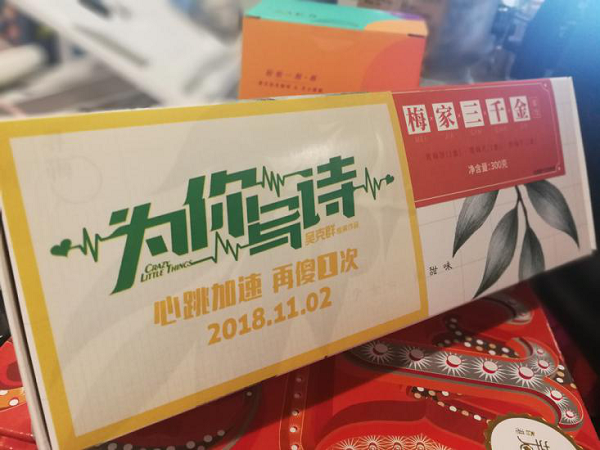 为你写诗
CRAZY
LITTLE THINGS
吴克群
心跳加速 再傻1次
2018.11.02
梅·家·三·千·金
净含量:300克
甜味